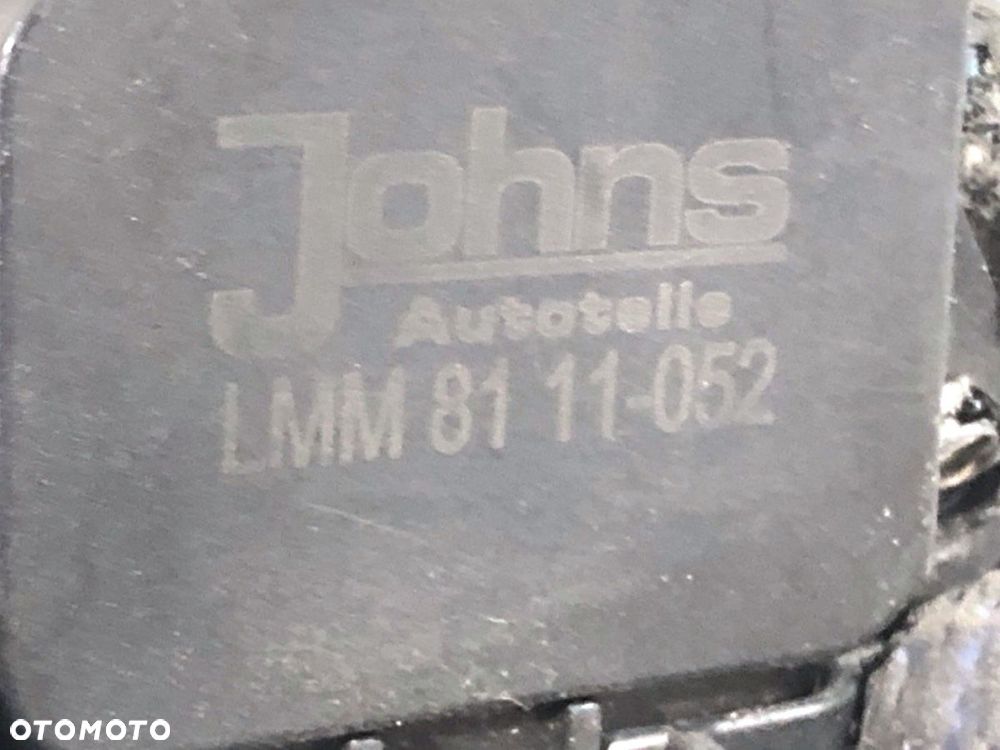 Johns
Autoteile
LMM 81 11-052
OTOMOTO